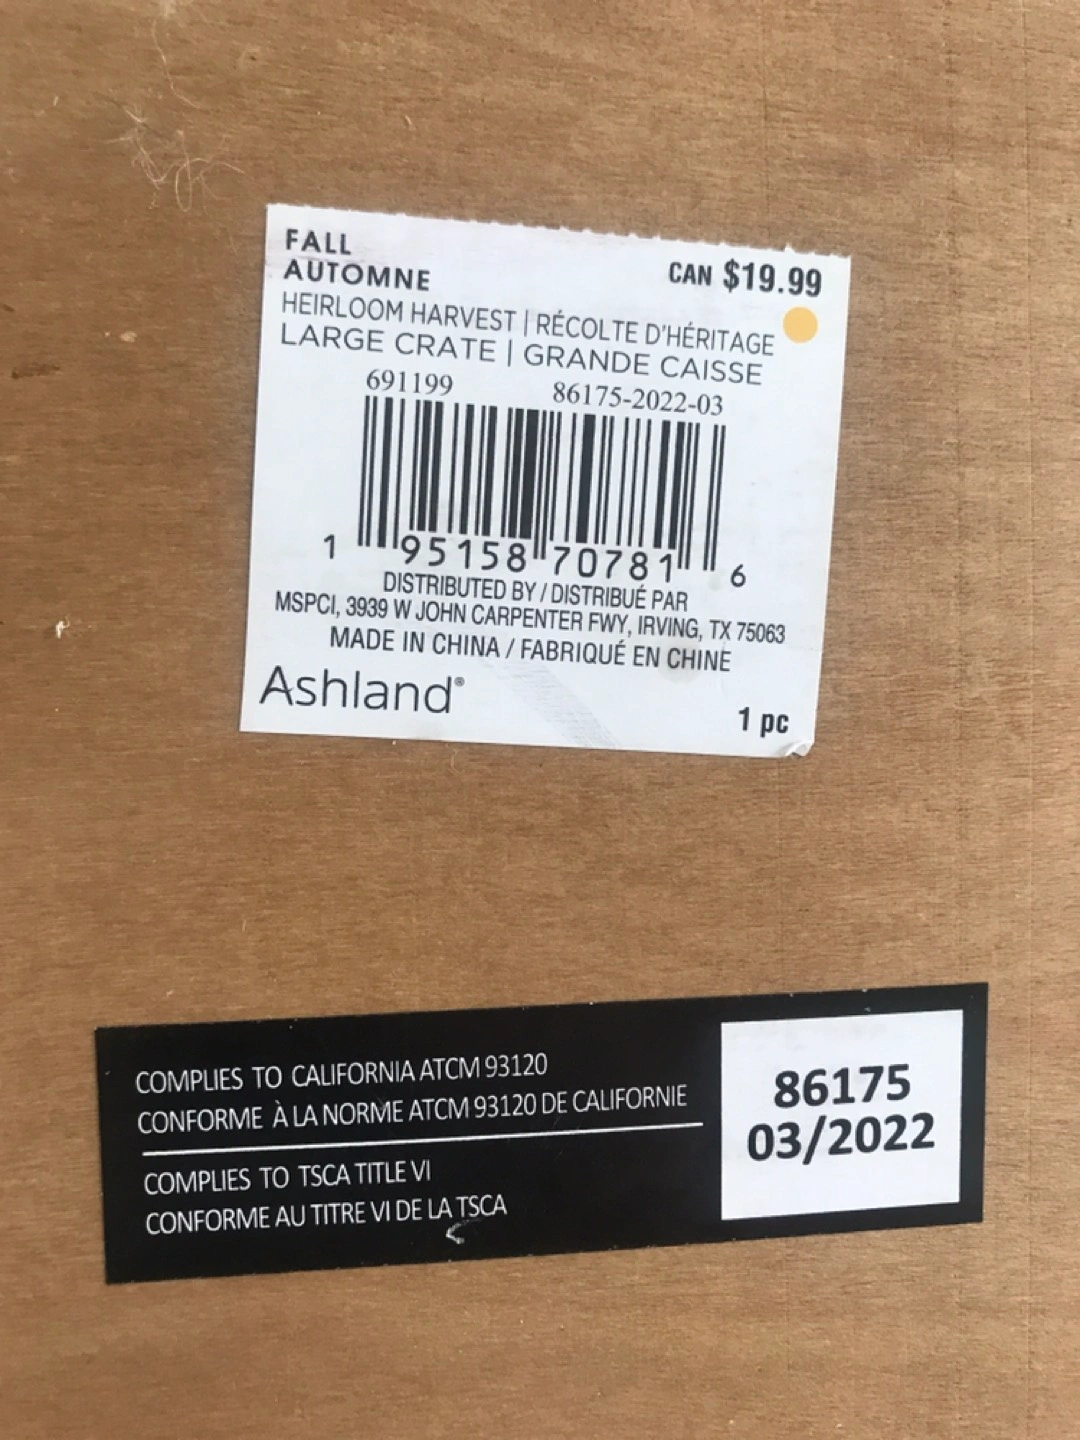 FALL
AUTOMNE
CAN $19.99
HEIRLOOM HARVEST | RÉCOLTE D'HÉRITAGE
LARGE CRATE | GRANDE CAISSE
691199 86175-2022-03
1 95158 70781 6
DISTRIBUTED BY / DISTRIBUÉ PAR
MSPCI, 3939 W JOHN CARPENTER FWY, IRVING, TX 75063
MADE IN CHINA / FABRIQUÉ EN CHINE
Ashland®
1 pc
COMPLIES TO CALIFORNIA ATCM 93120
CONFORME À LA NORME ATCM 93120 DE CALIFORNIE
COMPLIES TO TSCA TITLE VI
CONFORME AU TITRE VI DE LA TSCA
86175
03/2022